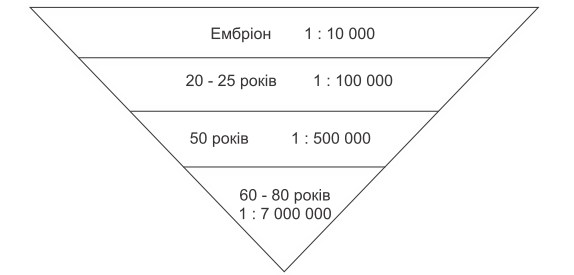 Ембріон 1 : 10 000
20 - 25 років 1 : 100 000
50 років 1 : 500 000
60 - 80 років
1 : 7 000 000